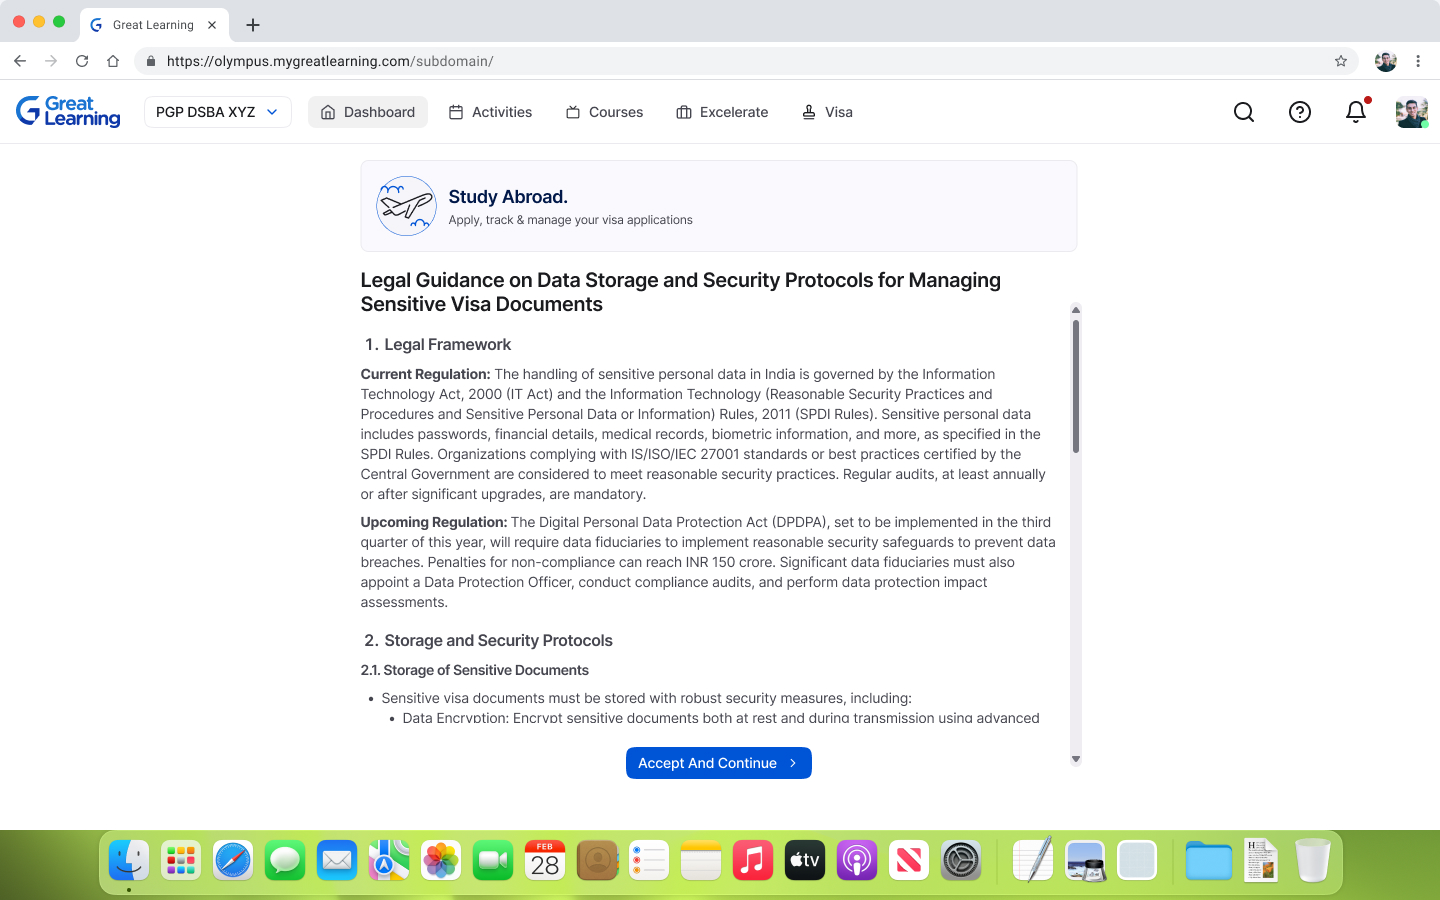 Great Learning
https://olympus.mygreatlearning.com/subdomain/
Great
Learning
PGP DSBA XYZ
Dashboard
Activities
Courses
Excelerate
Visa
Study Abroad.
Apply, track & manage your visa applications
Legal Guidance on Data Storage and Security Protocols for Managing
Sensitive Visa Documents
1. Legal Framework
Current Regulation: The handling of sensitive personal data in India is governed by the Information
Technology Act, 2000 (IT Act) and the Information Technology (Reasonable Security Practices and
Procedures and Sensitive Personal Data or Information) Rules, 2011 (SPDI Rules). Sensitive personal data
includes passwords, financial details, medical records, biometric information, and more, as specified in the
SPDI Rules. Organizations complying with IS/ISO/IEC 27001 standards or best practices certified by the
Central Government are considered to meet reasonable security practices. Regular audits, at least annually
or after significant upgrades, are mandatory.
Upcoming Regulation: The Digital Personal Data Protection Act (DPDPA), set to be implemented in the third
quarter of this year, will require data fiduciaries to implement reasonable security safeguards to prevent data
breaches. Penalties for non-compliance can reach INR 150 crore. Significant data fiduciaries must also
appoint a Data Protection Officer, conduct compliance audits, and perform data protection impact
assessments.
2. Storage and Security Protocols
2.1. Storage of Sensitive Documents
• Sensitive visa documents must be stored with robust security measures, including:
• Data Encryption: Encrypt sensitive documents both at rest and during transmission using advanced
Accept And Continue
FEB
28
tv